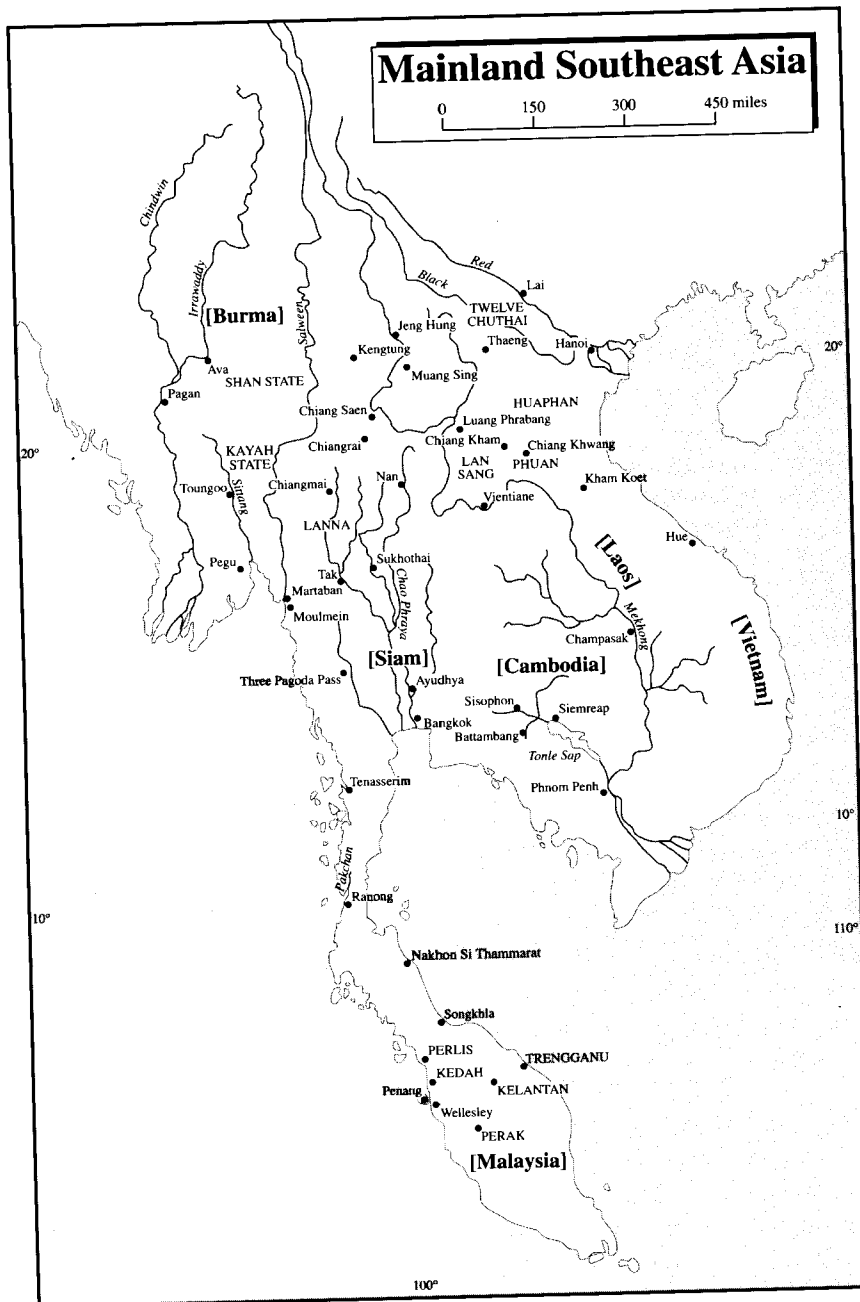 Mainland Southeast Asia
0 150 300 450 miles
Chindwin
Irrawaddy
[Burma]
Salween
Red
Black
Lai
TWELVE
CHUTHAI
Jeng Hung
Kengtung
Thaeng
Hanoi
20°
Ava
SHAN STATE
Muang Sing
Pagan
HUAPHAN
Chiang Saen
Luang Phrabang
20°
KAYAH
STATE
Chiangrai
Chiang Kham
Chiang Khwang
LAN
SANG
PHUAN
Toungoo
Sittang
Chiangmai
Nan
Kham Koet
Vientiane
LANNA
Hue
Pegu
Sukhothai
[Laos]
Tak
Chao Phraya
Martaban
Moulmein
Mekhong
Champasak
[Siam]
[Cambodia]
[Vietnam]
Three Pagoda Pass
Ayudhya
Sisophon
Siemreap
Bangkok
Battambang
Tonle Sap
Tenasserim
Phnom Penh
10°
Pakchan
Ranong
10°
110°
Nakhon Si Thammarat
Songkhla
PERLIS
TRENGGANU
KEDAH
Penang
KELANTAN
Wellesley
PERAK
[Malaysia]
100°